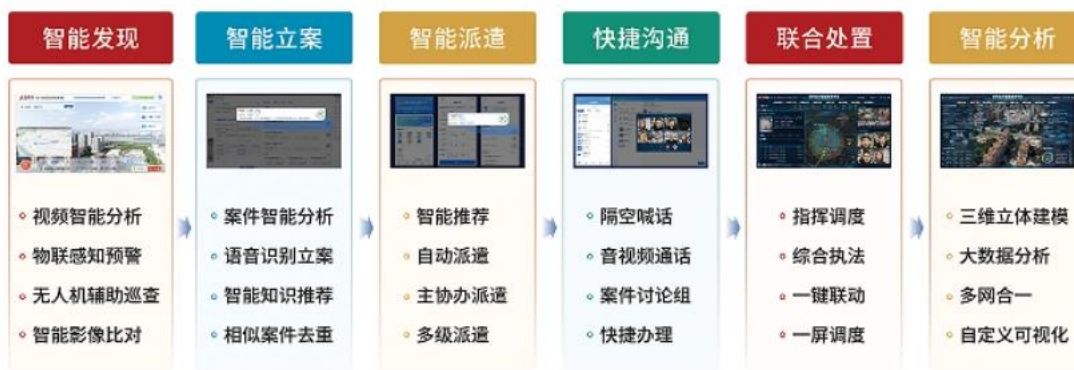 智能发现
智能立案
智能派遣
快捷沟通
联合处置
智能分析
视频智能分析
物联感知预警
无人机辅助巡查
智能影像比对
案件智能分析
语音识别立案
智能知识推荐
相似案件去重
智能推荐
自动派遣
主协办派遣
多级派遣
隔空喊话
音视频通话
案件讨论组
快捷办理
指挥调度
综合执法
一键联动
一屏调度
三维立体建模
大数据分析
多网合一
自定义可视化